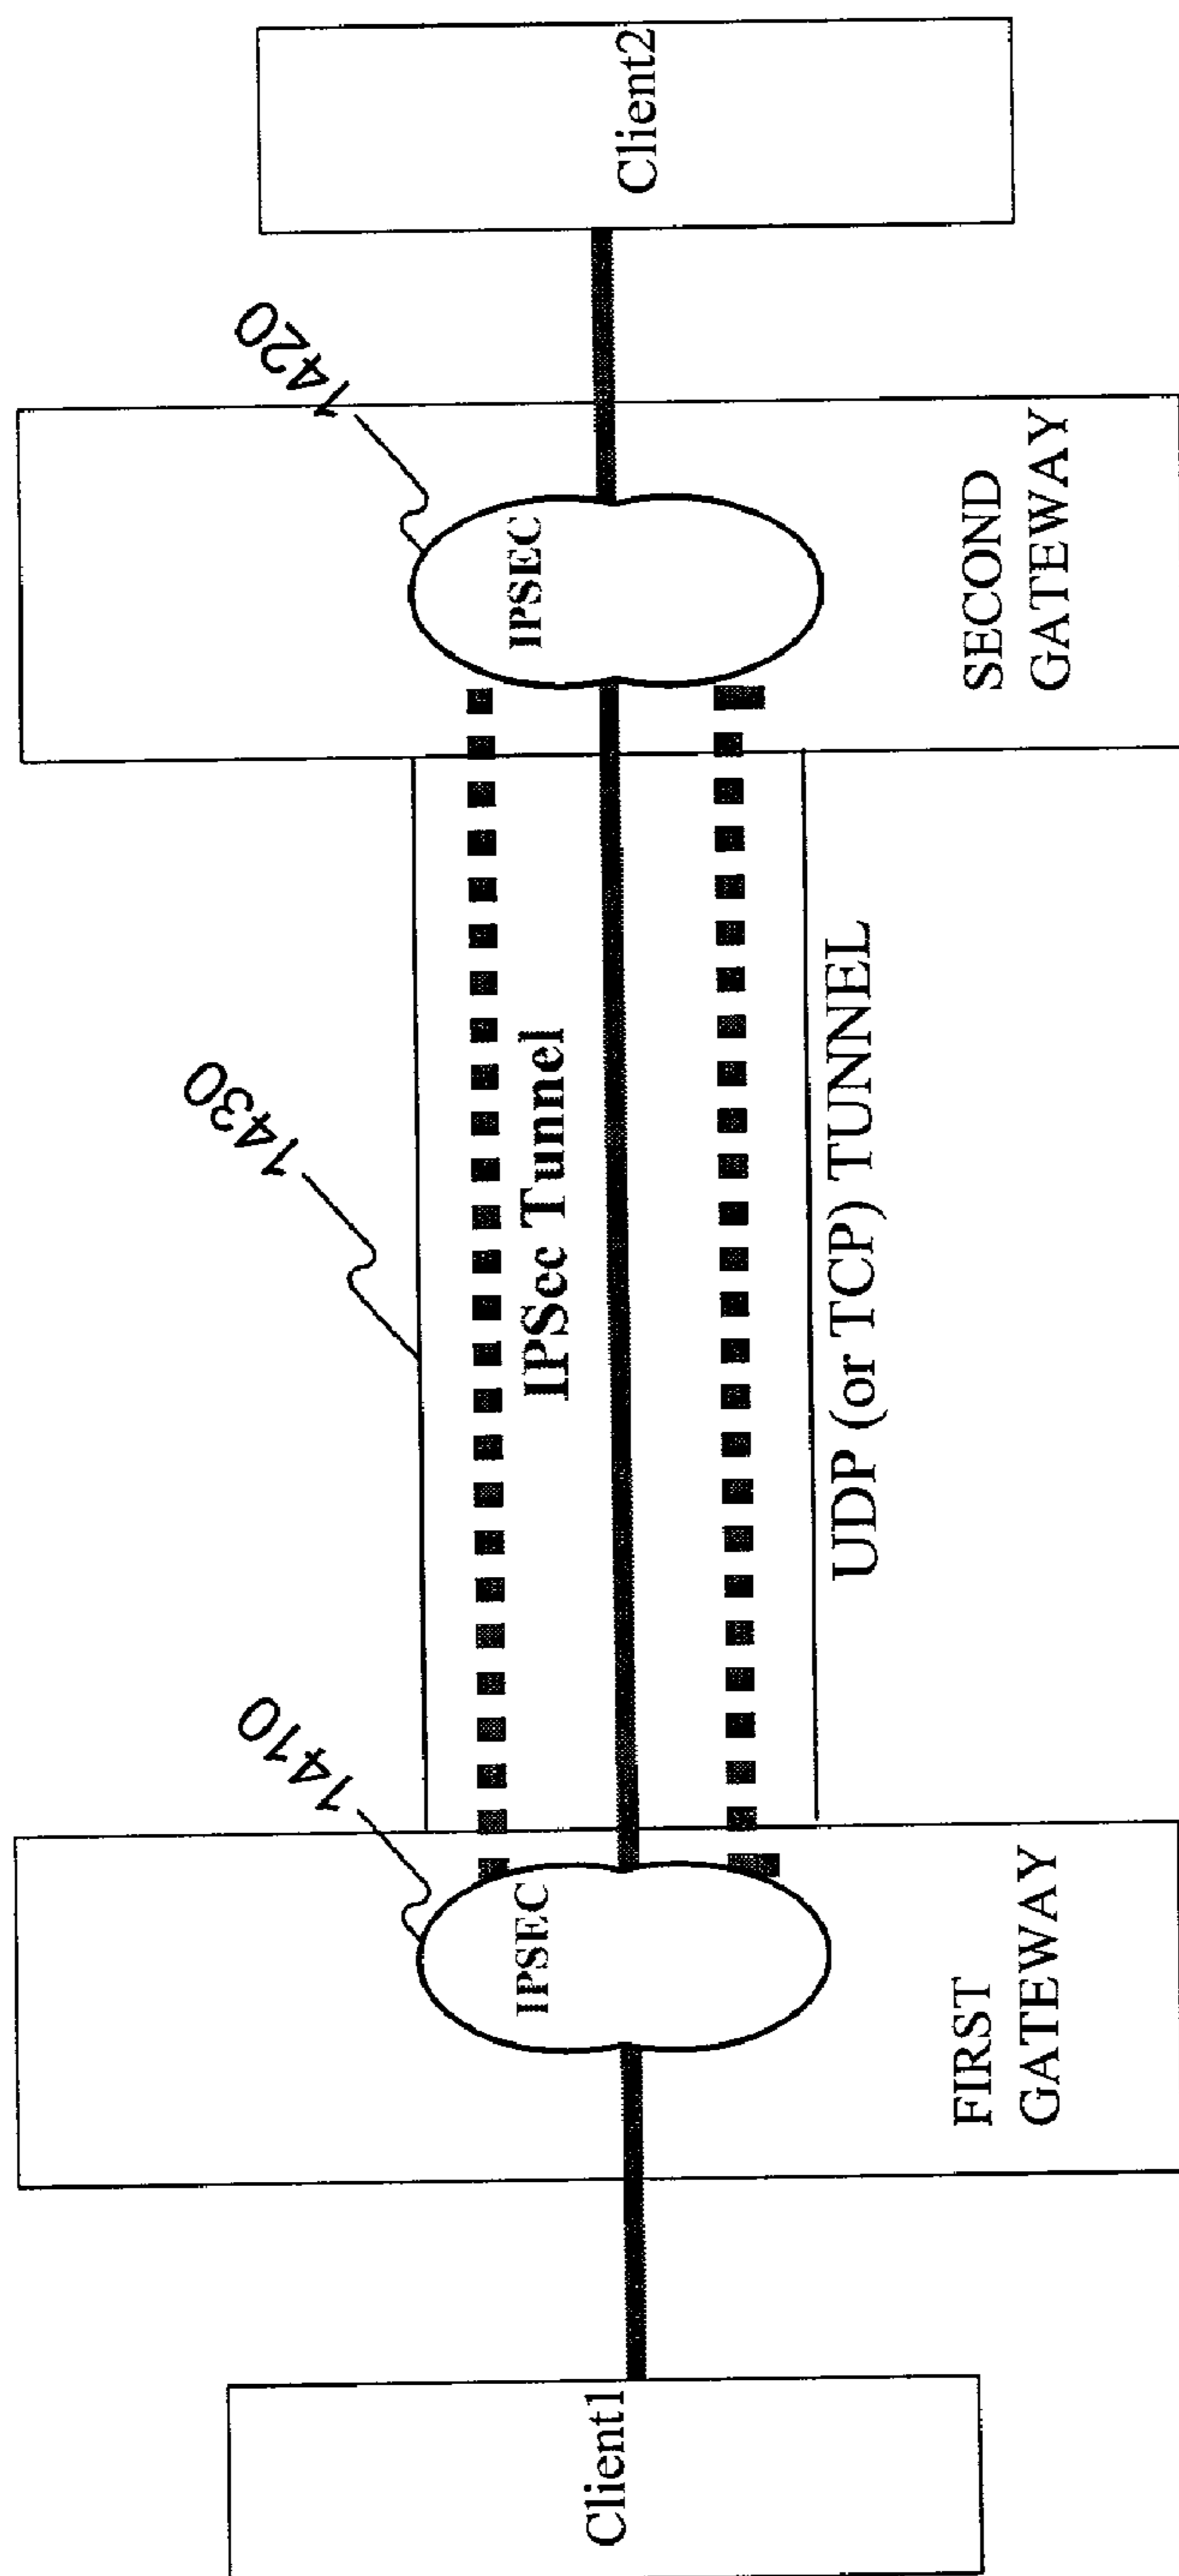 Client1
FIRST
GATEWAY
IPSEC
1410
1430
IPSec Tunnel
UDP (or TCP) TUNNEL
1420
IPSEC
SECOND
GATEWAY
Client2